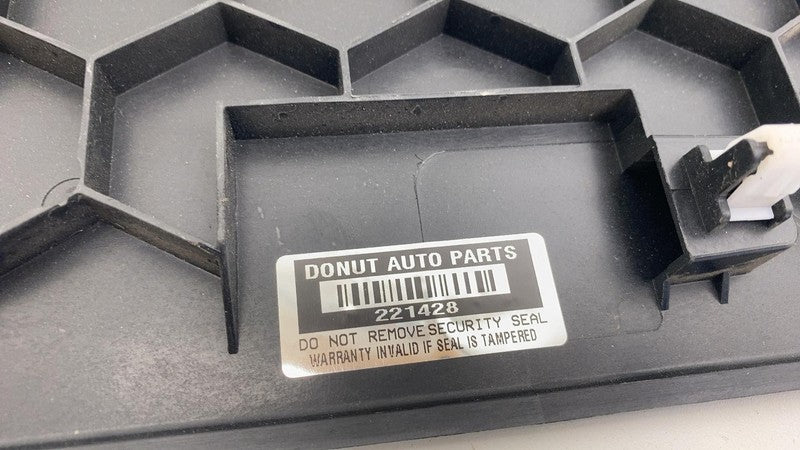 DONUT AUTO PARTS
221428
DO NOT REMOVE SECURITY SEAL
WARRANTY INVALID IF SEAL IS TAMPERED